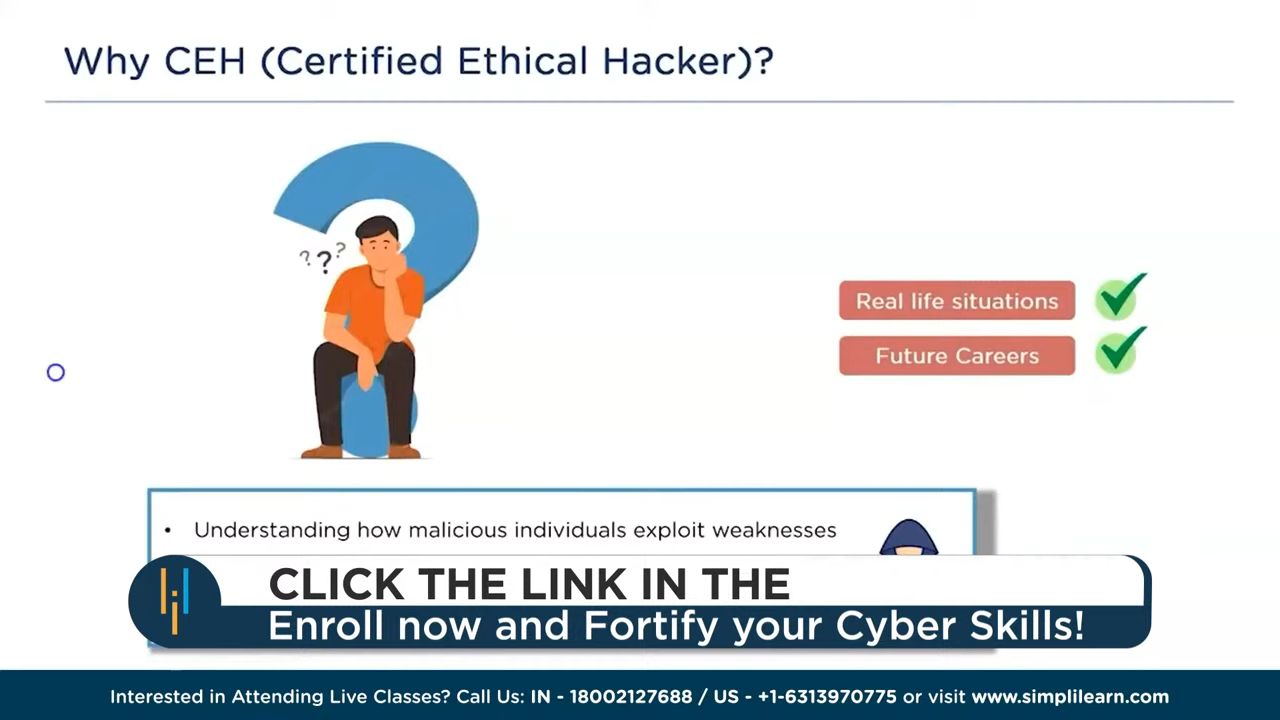 Why CEH (Certified Ethical Hacker)?
? ? ?
Real life situations
Future Careers
• Understanding how malicious individuals exploit weaknesses
CLICK THE LINK IN THE
Enroll now and Fortify your Cyber Skills!
Interested in Attending Live Classes? Call Us: IN - 18002127688 / US - +1-6313970775 or visit www.simplilearn.com